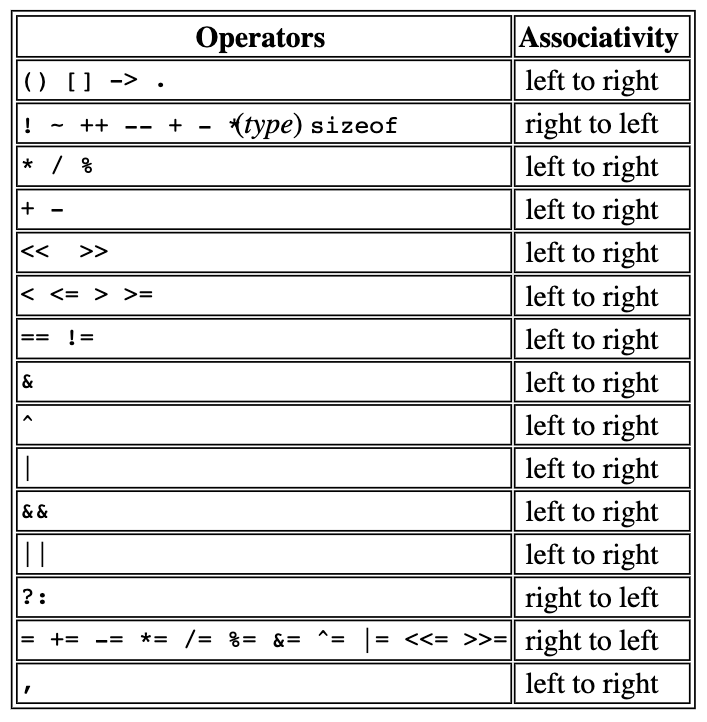 Operators Associativity
() [] -> . left to right
! ~ ++ -- + - *(type) sizeof right to left
* / % left to right
+ - left to right
<< >> left to right
< <= > >= left to right
== != left to right
& left to right
^ left to right
| left to right
&& left to right
|| left to right
?: right to left
= += -= *= /= %= &= ^= |= <<= >>= right to left
, left to right